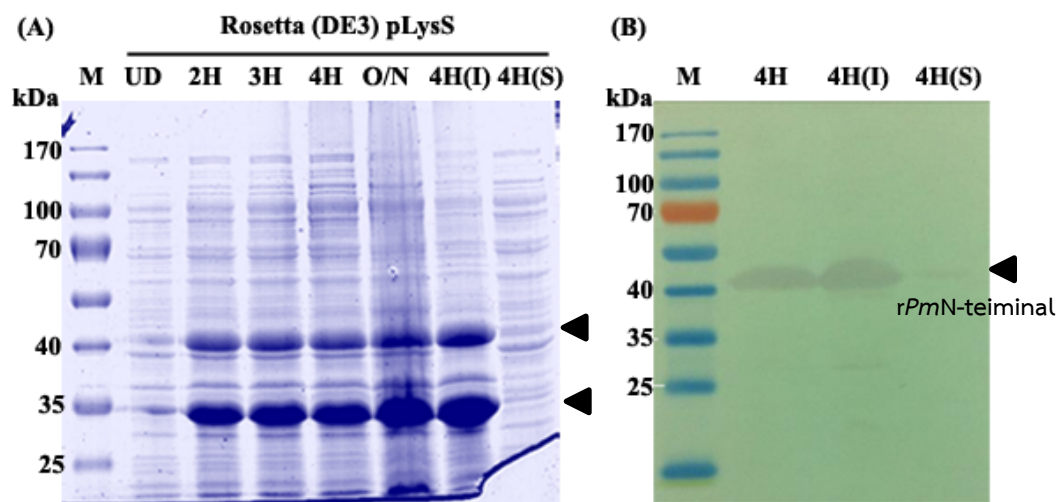 (A) Rosetta (DE3) pLysS
M UD 2H 3H 4H O/N 4H(I) 4H(S)
kDa
170
100
70
40
35
25
(B)
M 4H 4H(I) 4H(S)
kDa
170
100
70
40
35
25
rPmN-teiminal